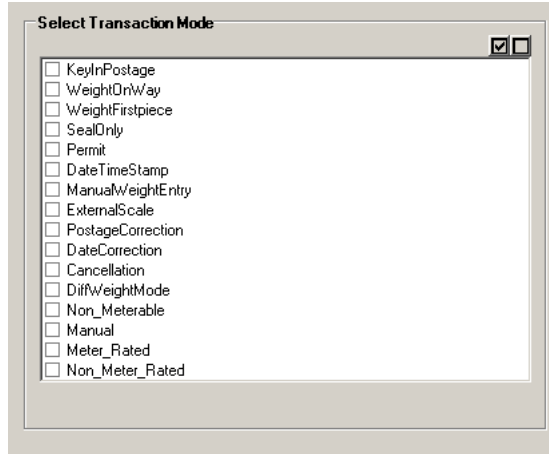 Select Transaction Mode
KeyInPostage
WeightOnWay
WeightFirstpiece
SealOnly
Permit
DateTimeStamp
ManualWeightEntry
ExternalScale
PostageCorrection
DateCorrection
Cancellation
DiffWeightMode
Non_Meterable
Manual
Meter_Rated
Non_Meter_Rated